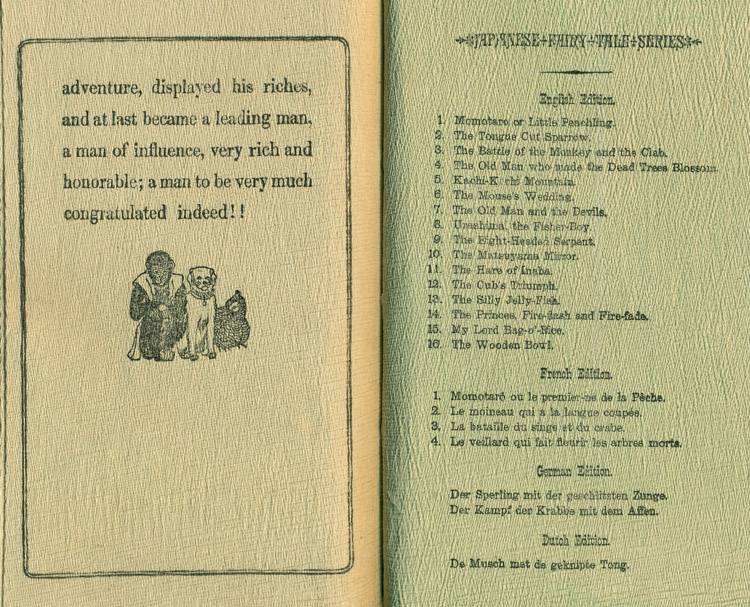 adventure, displayed his riches,
and at last became a leading man,
a man of influence, very rich and
honorable; a man to be very much
congratulated indeed!!
JAPANESE FAIRY TALE SERIES
English Edition.
1. Momotaro or Little Peachling.
2. The Tongue Cut Sparrow.
3. The Battle of the Monkey and the Crab.
4. The Old Man who made the Dead Trees Blossom.
5. Kachi-Kachi Mountain.
6. The Mouse's Wedding.
7. The Old Man and the Devils.
8. Urashima, the Fisher-Boy.
9. The Eight-Headed Serpent.
10. The Matsuyama Mirror.
11. The Hare of Inaba.
12. The Cub's Triumph.
13. The Silly Jelly-Fish.
14. The Princes, Fire-flash and Fire-fade.
15. My Lord Bag-o'-Rice.
16. The Wooden Bowl.
French Edition.
1. Momotaró ou le premier-né de la Pêche.
2. Le moineau qui a la langue coupée.
3. La bataille du singe et du crabe.
4. Le veillard qui fait fleurir les arbres morts.
German Edition.
Der Sperling mit der geschlitzten Zunge.
Der Kampf der Krabbe mit dem Affen.
Dutch Edition.
De Musch met de geknipte Tong.